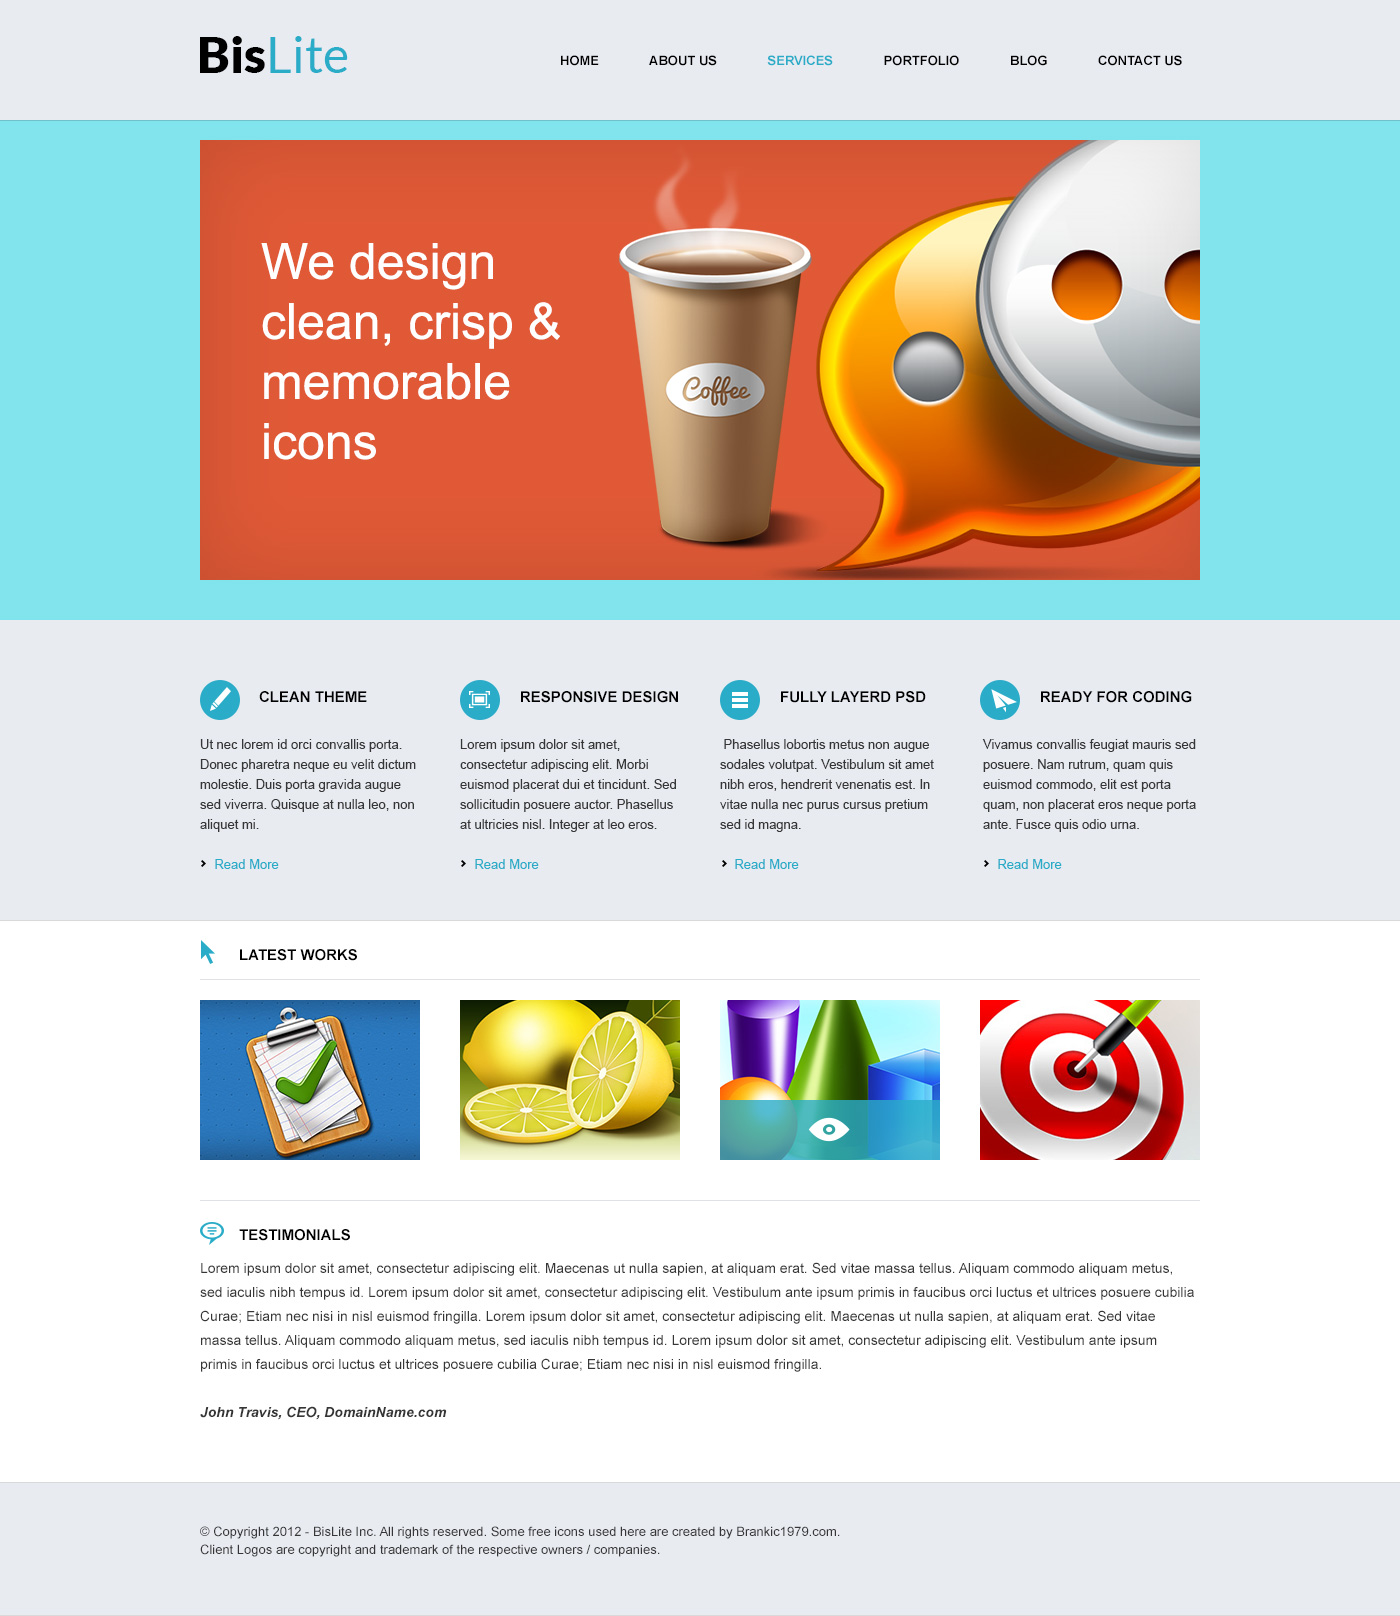 BisLite
HOME ABOUT US SERVICES PORTFOLIO BLOG CONTACT US
We design
clean, crisp &
memorable
icons
Coffee
CLEAN THEME
Ut nec lorem id orci convallis porta.
Donec pharetra neque eu velit dictum
molestie. Duis porta gravida augue
sed viverra. Quisque at nulla leo, non
aliquet mi.
Read More
RESPONSIVE DESIGN
Lorem ipsum dolor sit amet,
consectetur adipiscing elit. Morbi
euismod placerat dui et tincidunt. Sed
sollicitudin posuere auctor. Phasellus
at ultricies nisl. Integer at leo eros.
Read More
FULLY LAYERD PSD
Phasellus lobortis metus non augue
sodales volutpat. Vestibulum sit amet
nibh eros, hendrerit venenatis est. In
vitae nulla nec purus cursus pretium
sed id magna.
Read More
READY FOR CODING
Vivamus convallis feugiat mauris sed
posuere. Nam rutrum, quam quis
euismod commodo, elit est porta
quam, non placerat eros neque porta
ante. Fusce quis odio urna.
Read More
LATEST WORKS
TESTIMONIALS
Lorem ipsum dolor sit amet, consectetur adipiscing elit. Maecenas ut nulla sapien, at aliquam erat. Sed vitae massa tellus. Aliquam commodo aliquam metus,
sed iaculis nibh tempus id. Lorem ipsum dolor sit amet, consectetur adipiscing elit. Vestibulum ante ipsum primis in faucibus orci luctus et ultrices posuere cubilia
Curae; Etiam nec nisi in nisl euismod fringilla. Lorem ipsum dolor sit amet, consectetur adipiscing elit. Maecenas ut nulla sapien, at aliquam erat. Sed vitae
massa tellus. Aliquam commodo aliquam metus, sed iaculis nibh tempus id. Lorem ipsum dolor sit amet, consectetur adipiscing elit. Vestibulum ante ipsum
primis in faucibus orci luctus et ultrices posuere cubilia Curae; Etiam nec nisi in nisl euismod fringilla.
John Travis, CEO, DomainName.com
© Copyright 2012 - BisLite Inc. All rights reserved. Some free icons used here are created by Brankic1979.com.
Client Logos are copyright and trademark of the respective owners / companies.